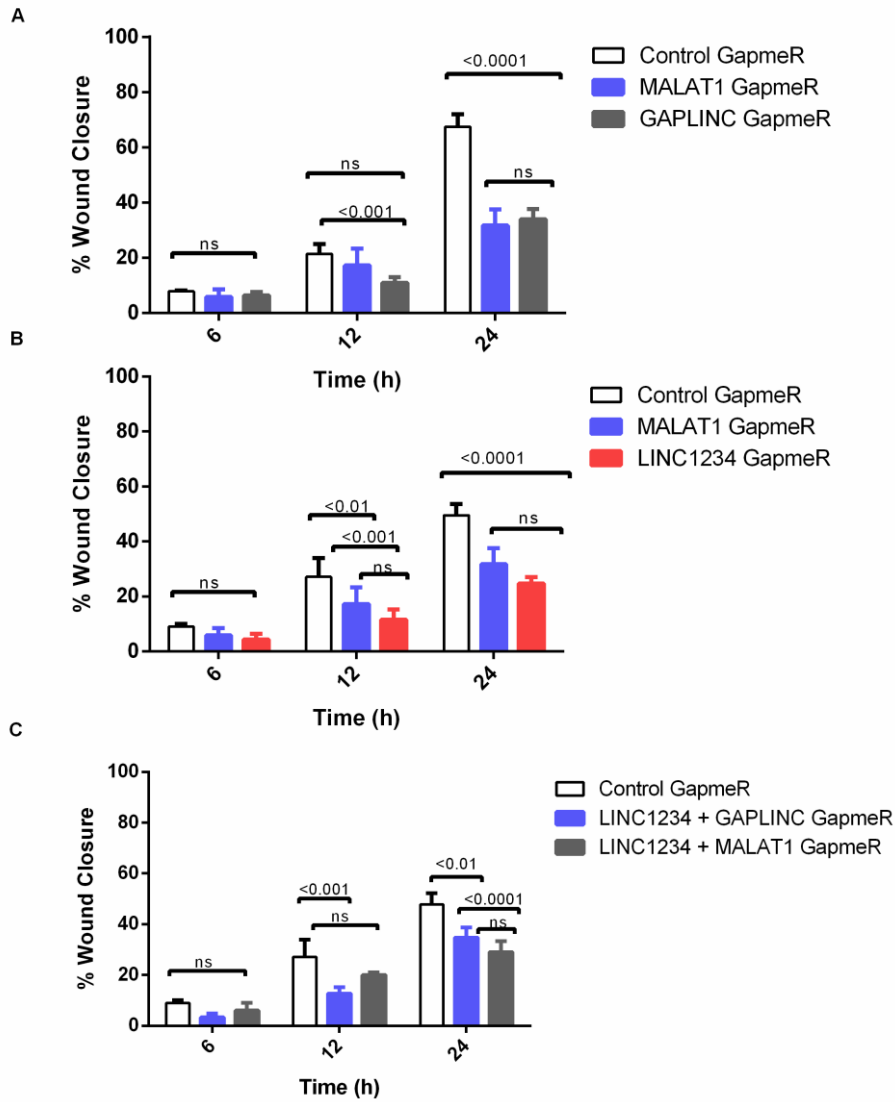 A
% Wound Closure
100
80
60
40
20
0
ns
ns
<0.001
<0.0001
ns
6
12
24
Time (h)
Control GapmeR
MALAT1 GapmeR
GAPLINC GapmeR
B
% Wound Closure
100
80
60
40
20
0
ns
<0.01
<0.001
ns
<0.0001
ns
6
12
24
Time (h)
Control GapmeR
MALAT1 GapmeR
LINC1234 GapmeR
C
% Wound Closure
100
80
60
40
20
0
ns
<0.001
ns
<0.01
<0.0001
ns
6
12
24
Time (h)
Control GapmeR
LINC1234 + GAPLINC GapmeR
LINC1234 + MALAT1 GapmeR